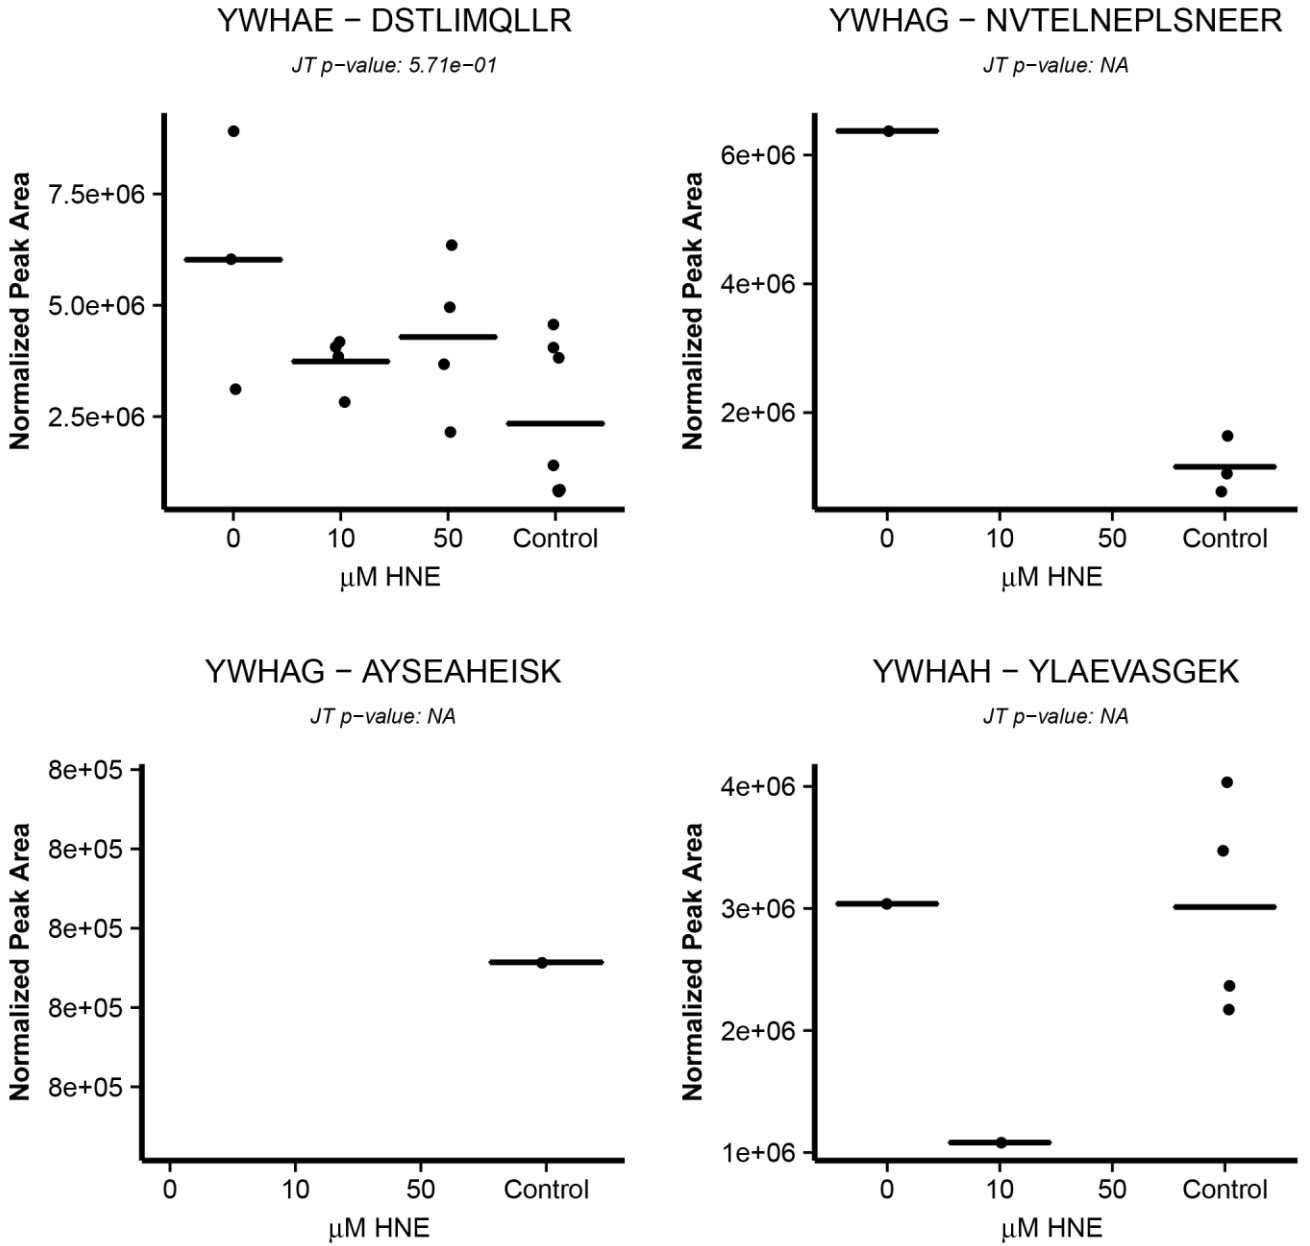 YWHAE − DSTLIMQLLR
JT p−value: 5.71e−01
Normalized Peak Area
7.5e+06
5.0e+06
2.5e+06
0 10 50 Control
μM HNE
YWHAG − NVTELNEPLSNEER
JT p−value: NA
Normalized Peak Area
6e+06
4e+06
2e+06
0 10 50 Control
μM HNE
YWHAG − AYSEAHEISK
JT p−value: NA
Normalized Peak Area
8e+05
8e+05
8e+05
8e+05
8e+05
0 10 50 Control
μM HNE
YWHAH − YLAEVASGEK
JT p−value: NA
Normalized Peak Area
4e+06
3e+06
2e+06
1e+06
0 10 50 Control
μM HNE